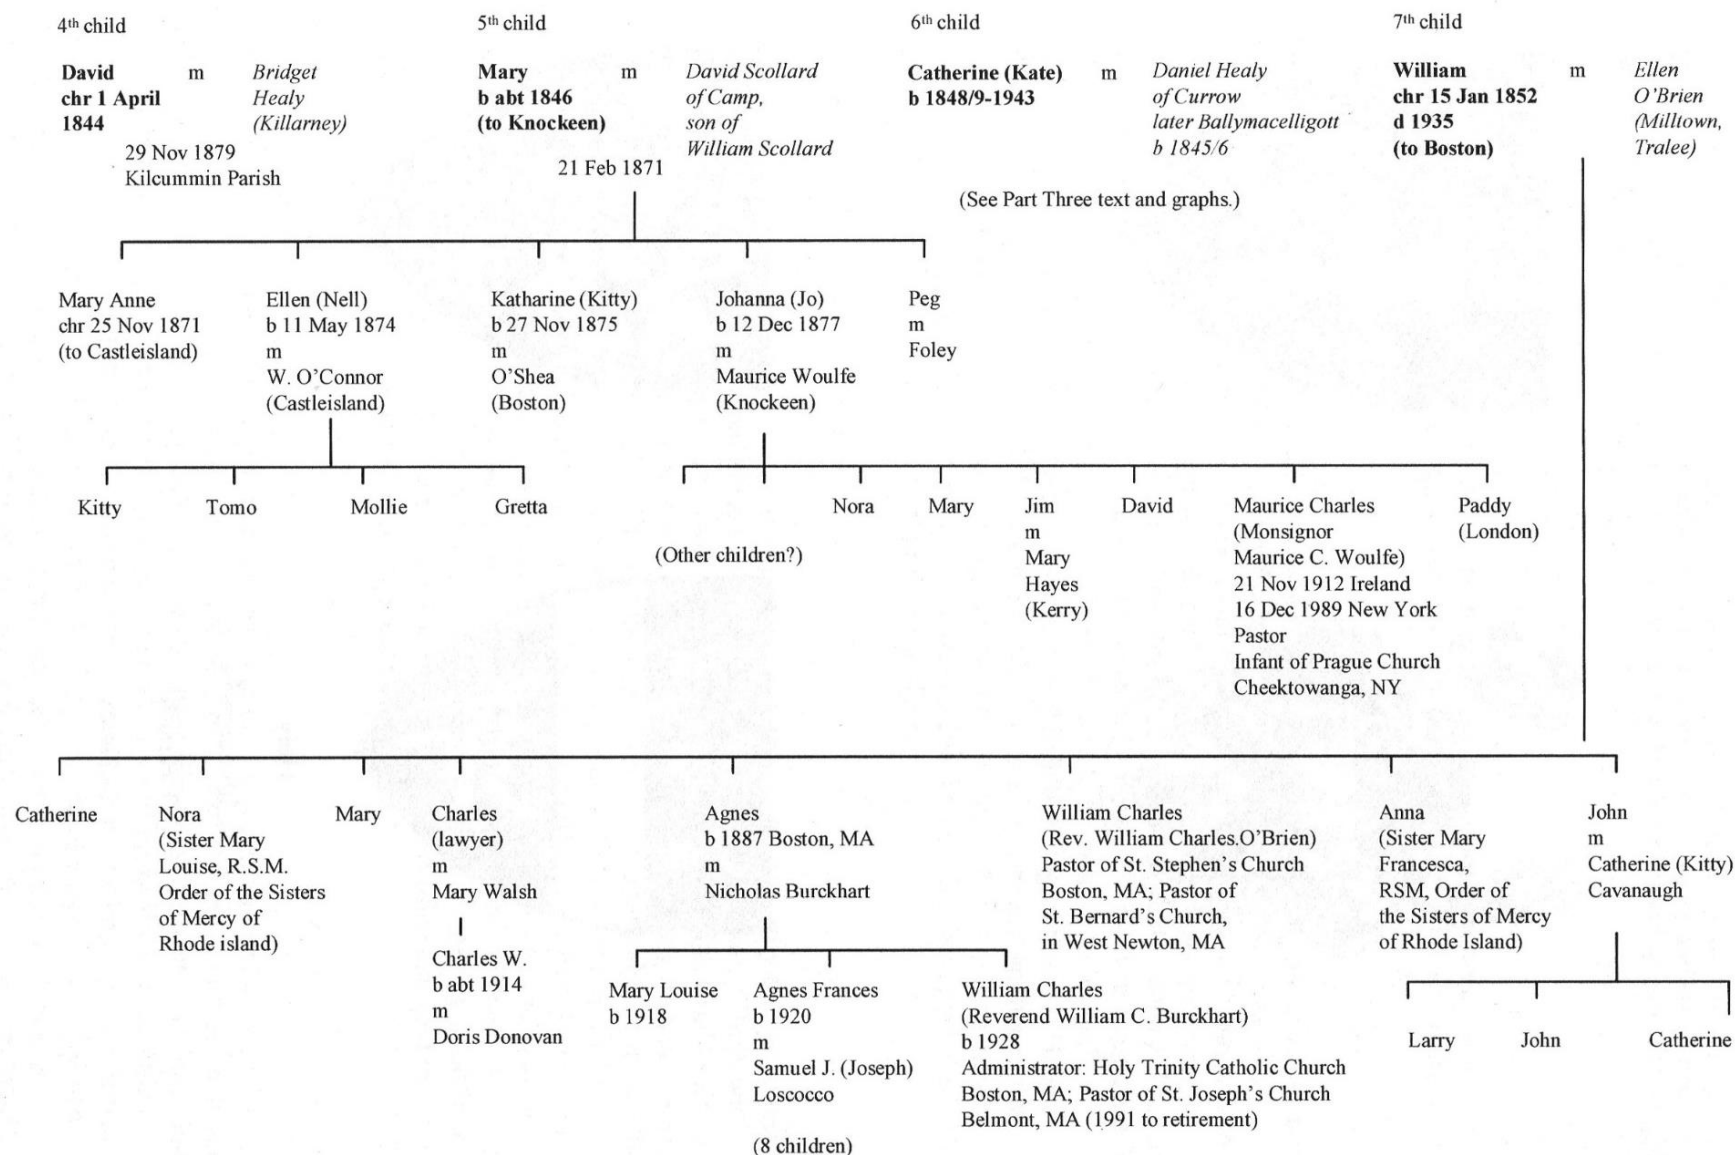 4th child
David m Bridget
chr 1 April Healy
1844 (Killarney)
29 Nov 1879
Kilcummin Parish
5th child
Mary m David Scollard
b abt 1846 of Camp,
(to Knockeen) son of
William Scollard
21 Feb 1871
6th child
Catherine (Kate) m Daniel Healy
b 1848/9-1943 of Currow
later Ballymacelligott
b 1845/6
(See Part Three text and graphs.)
7th child
William m Ellen
chr 15 Jan 1852 O'Brien
d 1935 (Milltown,
(to Boston) Tralee)
Mary Anne
chr 25 Nov 1871
(to Castleisland)
Ellen (Nell)
b 11 May 1874
m
W. O'Connor
(Castleisland)
Katharine (Kitty)
b 27 Nov 1875
m
O'Shea
(Boston)
Johanna (Jo)
b 12 Dec 1877
m
Maurice Woulfe
(Knockeen)
Peg
m
Foley
Kitty
Tomo
Mollie
Gretta
(Other children?)
Nora
Mary
Jim
m
Mary
Hayes
(Kerry)
David
Maurice Charles
(Monsignor
Maurice C. Woulfe)
21 Nov 1912 Ireland
16 Dec 1989 New York
Pastor
Infant of Prague Church
Cheektowanga, NY
Paddy
(London)
Catherine
Nora
(Sister Mary
Louise, R.S.M.
Order of the Sisters
of Mercy of
Rhode island)
Mary
Charles
(lawyer)
m
Mary Walsh
Charles W.
b abt 1914
m
Doris Donovan
Agnes
b 1887 Boston, MA
m
Nicholas Burckhart
Mary Louise
b 1918
Agnes Frances
b 1920
m
Samuel J. (Joseph)
Loscocco
(8 children)
William Charles
(Reverend William C. Burckhart)
b 1928
Administrator: Holy Trinity Catholic Church
Boston, MA; Pastor of St. Joseph's Church
Belmont, MA (1991 to retirement)
William Charles
(Rev. William Charles.O'Brien)
Pastor of St. Stephen's Church
Boston, MA; Pastor of
St. Bernard's Church,
in West Newton, MA
Anna
(Sister Mary
Francesca,
RSM, Order of
the Sisters of Mercy
of Rhode Island)
John
m
Catherine (Kitty)
Cavanaugh
Larry
John
Catherine